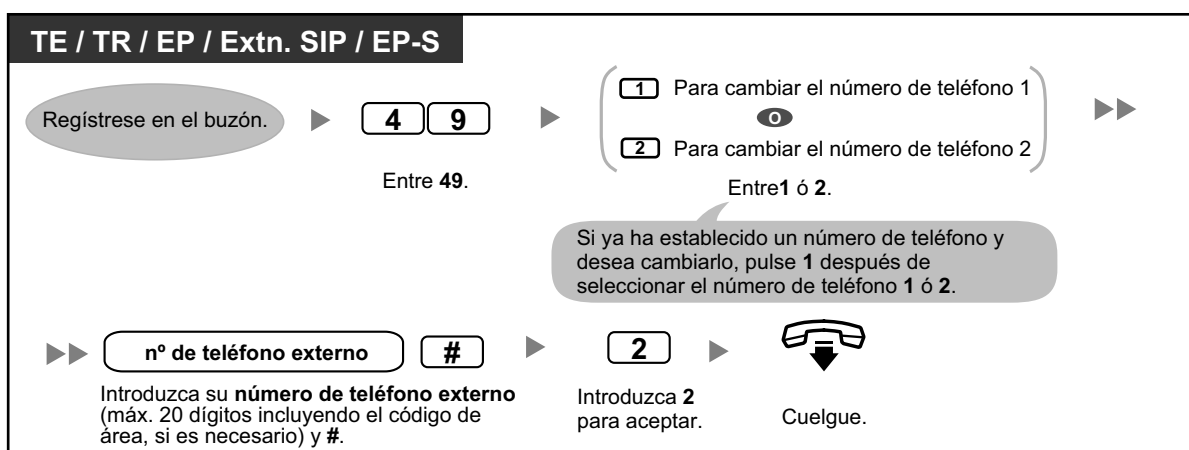 TE / TR / EP / Extn. SIP / EP-S
Regístrese en el buzón.
4 9
Entre 49.
1 Para cambiar el número de teléfono 1
O
2 Para cambiar el número de teléfono 2
Entre1 ó 2.
Si ya ha establecido un número de teléfono y
desea cambiarlo, pulse 1 después de
seleccionar el número de teléfono 1 ó 2.
nº de teléfono externo #
Introduzca su número de teléfono externo
(máx. 20 dígitos incluyendo el código de
área, si es necesario) y #.
2
Introduzca 2
para aceptar.
Cuelgue.